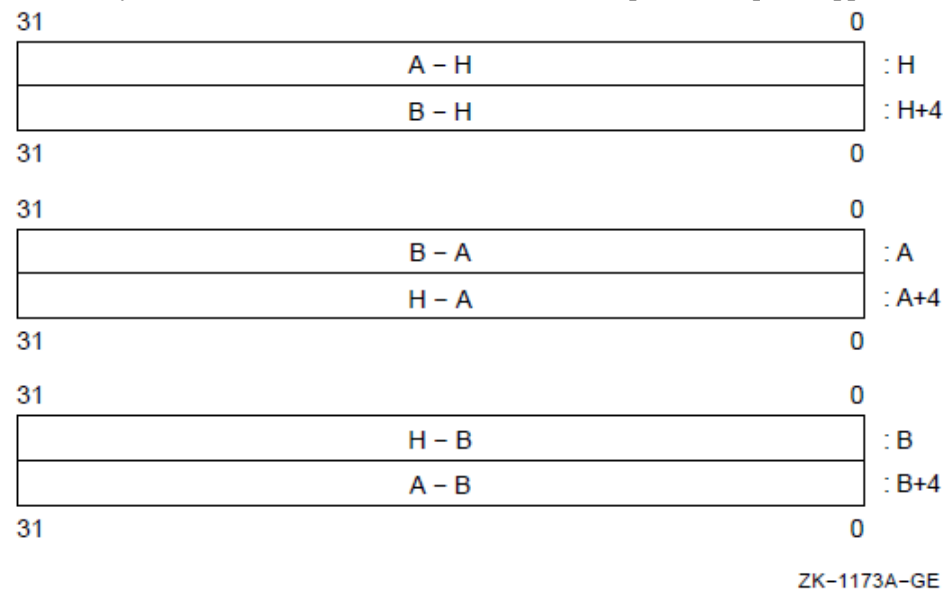 31 0
A – H : H
B – H : H+4
31 0
31 0
B – A : A
H – A : A+4
31 0
31 0
H – B : B
A – B : B+4
31 0
ZK–1173A–GE